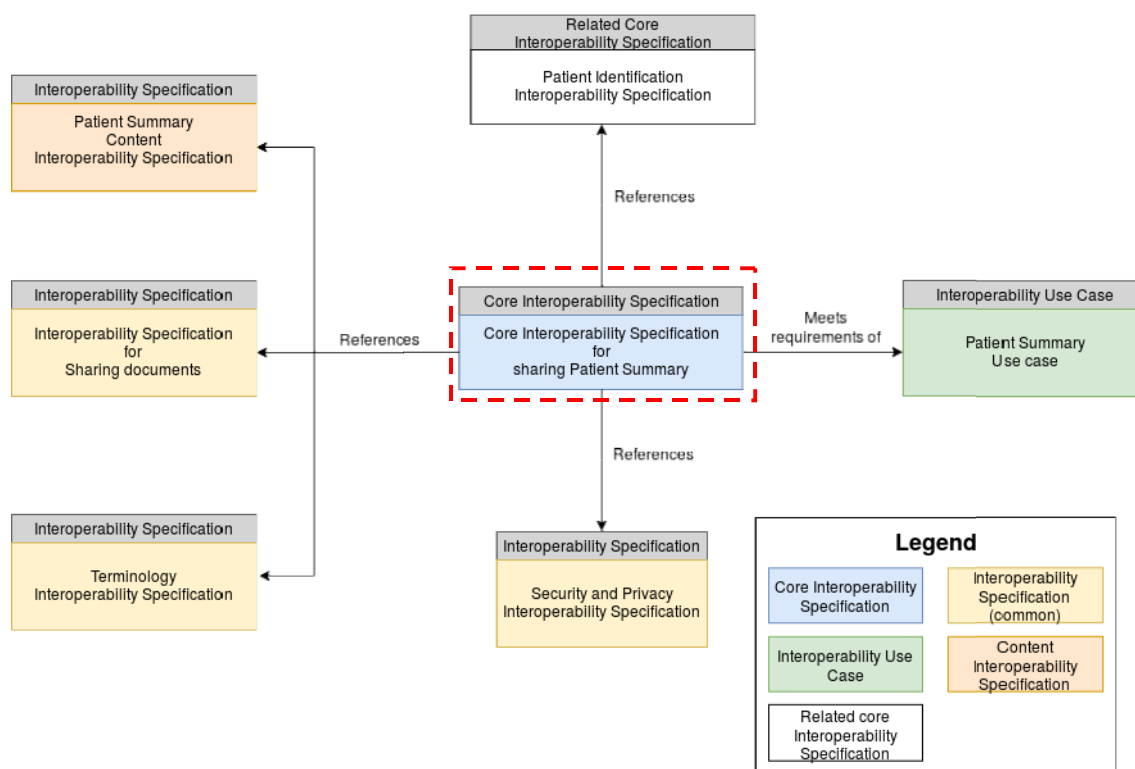 Related Core
Interoperability Specification
Patient Identification
Interoperability Specification
Interoperability Specification
Patient Summary
Content
Interoperability Specification
References
Interoperability Specification
Interoperability Specification
for
Sharing documents
References
Core Interoperability Specification
Core Interoperability Specification
for
sharing Patient Summary
Meets
requirements of
Interoperability Use Case
Patient Summary
Use case
References
Interoperability Specification
Terminology
Interoperability Specification
Interoperability Specification
Security and Privacy
Interoperability Specification
Legend
Core Interoperability
Specification
Interoperability
Specification
(common)
Interoperability Use
Case
Content
Interoperability
Specification
Related core
Interoperability
Specification